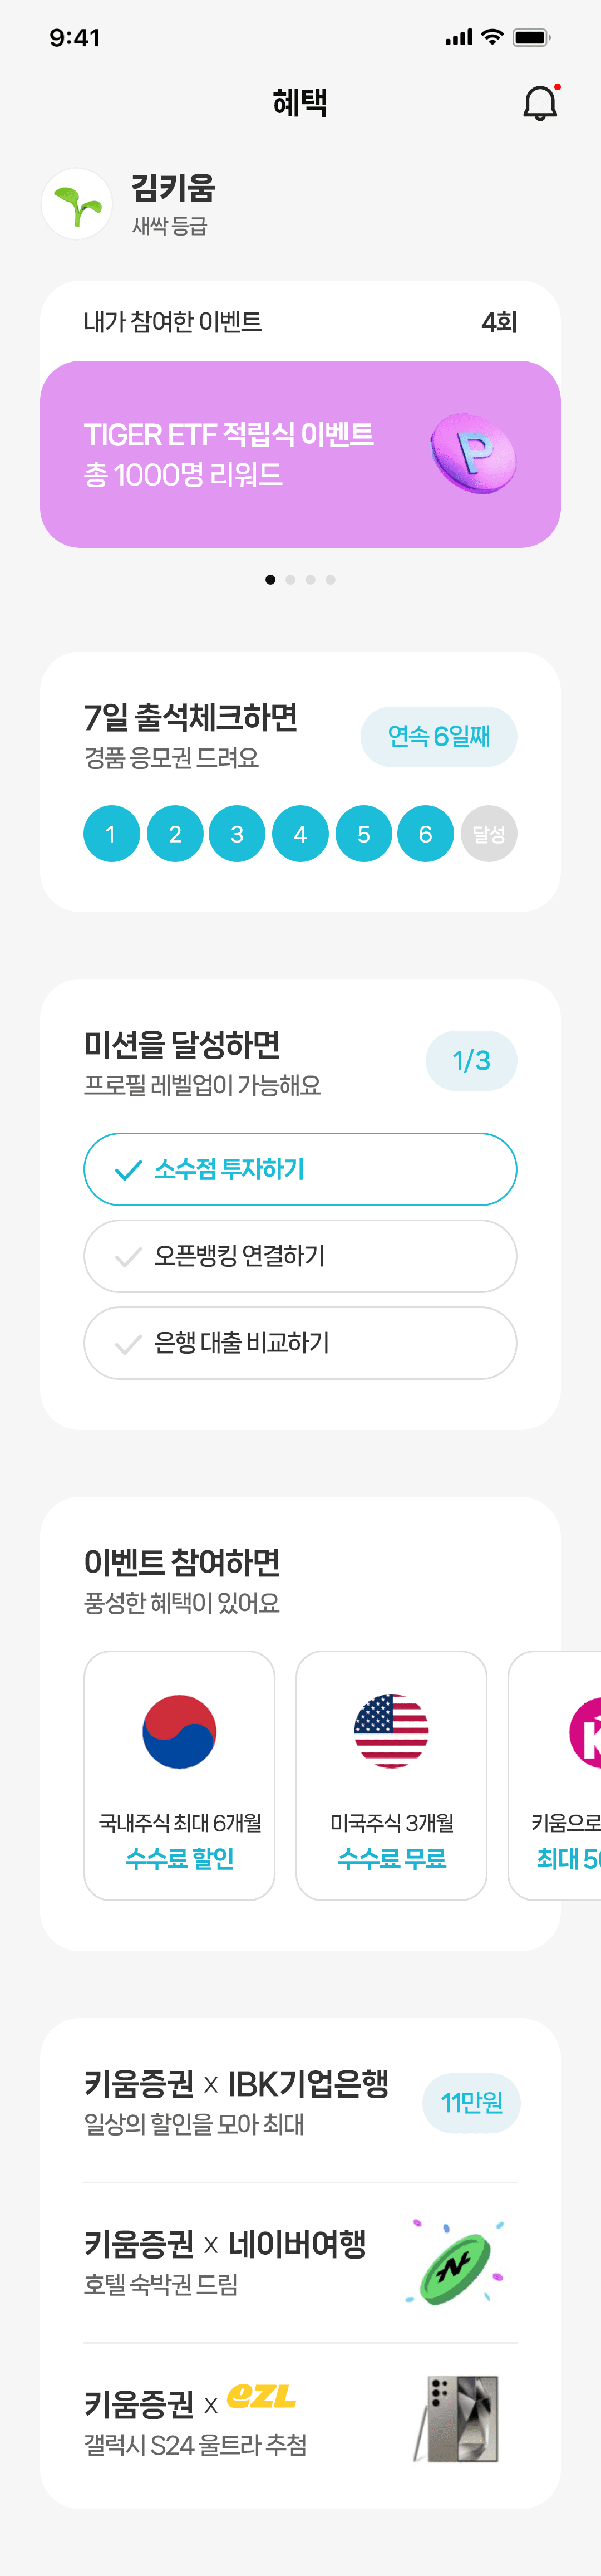 9:41
혜택
김키움
새싹 등급
내가 참여한 이벤트 4회
TIGER ETF 적립식 이벤트
총 1000명 리워드
P
7일 출석체크하면
경품 응모권 드려요
연속 6일째
1 2 3 4 5 6 달성
미션을 달성하면
프로필 레벨업이 가능해요
1/3
소수점 투자하기
오픈뱅킹 연결하기
은행 대출 비교하기
이벤트 참여하면
풍성한 혜택이 있어요
국내주식 최대 6개월
수수료 할인
미국주식 3개월
수수료 무료
K
키움으로
최대 5
키움증권 x IBK기업은행
일상의 할인을 모아 최대
11만원
키움증권 x 네이버여행
호텔 숙박권 드림
N
키움증권 x ezl
갤럭시 S24 울트라 추첨